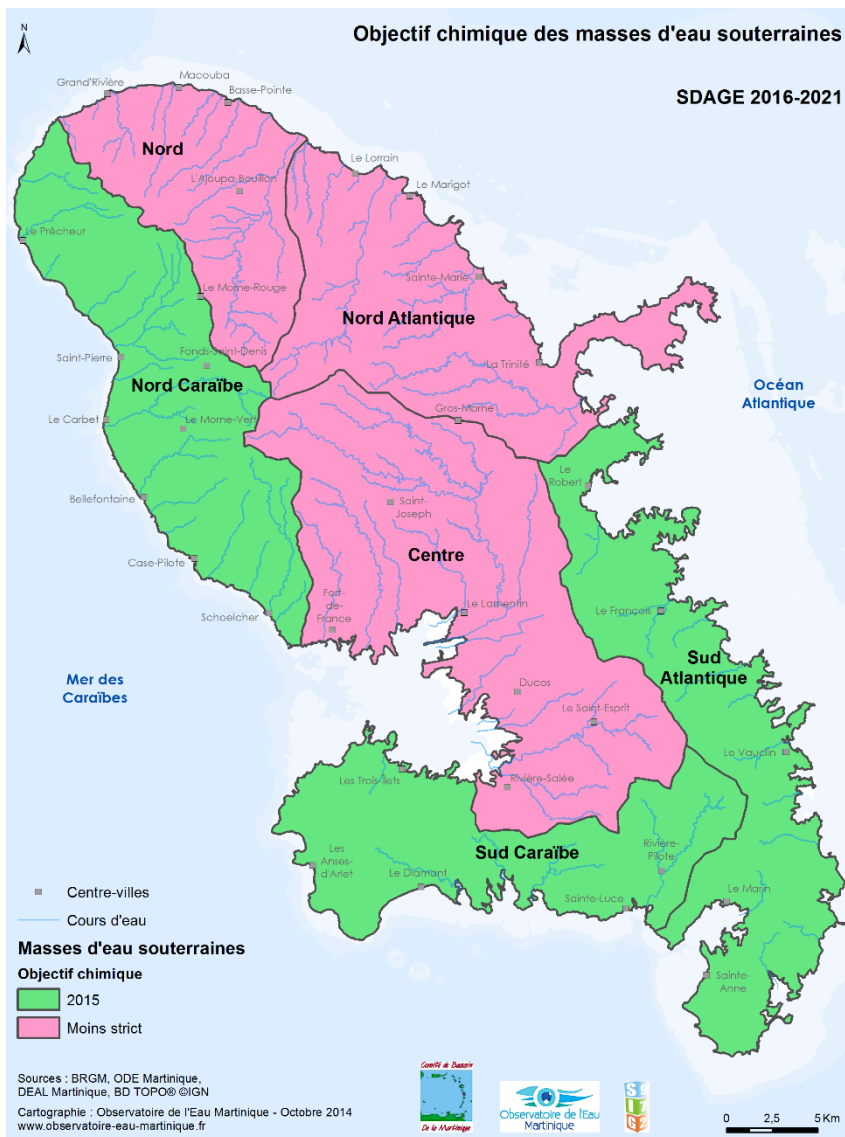 N
Objectif chimique des masses d'eau souterraines
SDAGE 2016-2021
Grand'Rivière
Macouba
Basse-Pointe
Nord
L'Ajoupa-Bouillon
Le Lorrain
Le Marigot
Le Prêcheur
Sainte-Marie
Le Morne-Rouge
Nord Atlantique
Saint-Pierre
Fonds-Saint-Denis
La Trinité
Nord Caraïbe
Océan
Atlantique
Le Carbet
Le Morne-Vert
Gros-Morne
Le
Robert
Bellefontaine
Saint-
Joseph
Centre
Case-Pilote
Fort-
de-
France
Schoelcher
Le Lamentin
Le François
Mer des
Caraïbes
Sud
Atlantique
Ducos
Le Saint-Esprit
Le Vauclin
Les Trois-Ilets
Rivière-Salée
Sud Caraïbe
Rivière-
Pilote
Les
Anses-
d'Arlet
Le Diamant
Sainte-Luce
Le Marin
Sainte-
Anne
Centre-villes
Cours d'eau
Masses d'eau souterraines
Objectif chimique
2015
Moins strict
Sources : BRGM, ODE Martinique,
DEAL Martinique, BD TOPO® ©IGN
Cartographie : Observatoire de l'Eau Martinique - Octobre 2014
www.observatoire-eau-martinique.fr
Comité de Bassin
De la Martinique
Observatoire de l'Eau
Martinique
0 2,5 5 Km